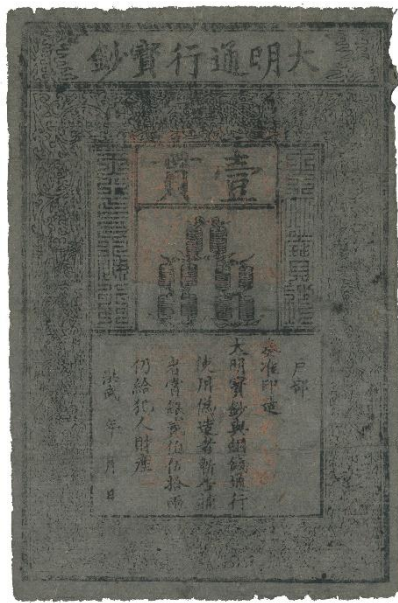 大明通行寶鈔
壹貫
戶部
奏准印造
大明寶鈔與銅錢通行
使用偽造者斬告捕
者賞銀貳佰伍拾兩
仍給犯人財產
洪武 年 月 日